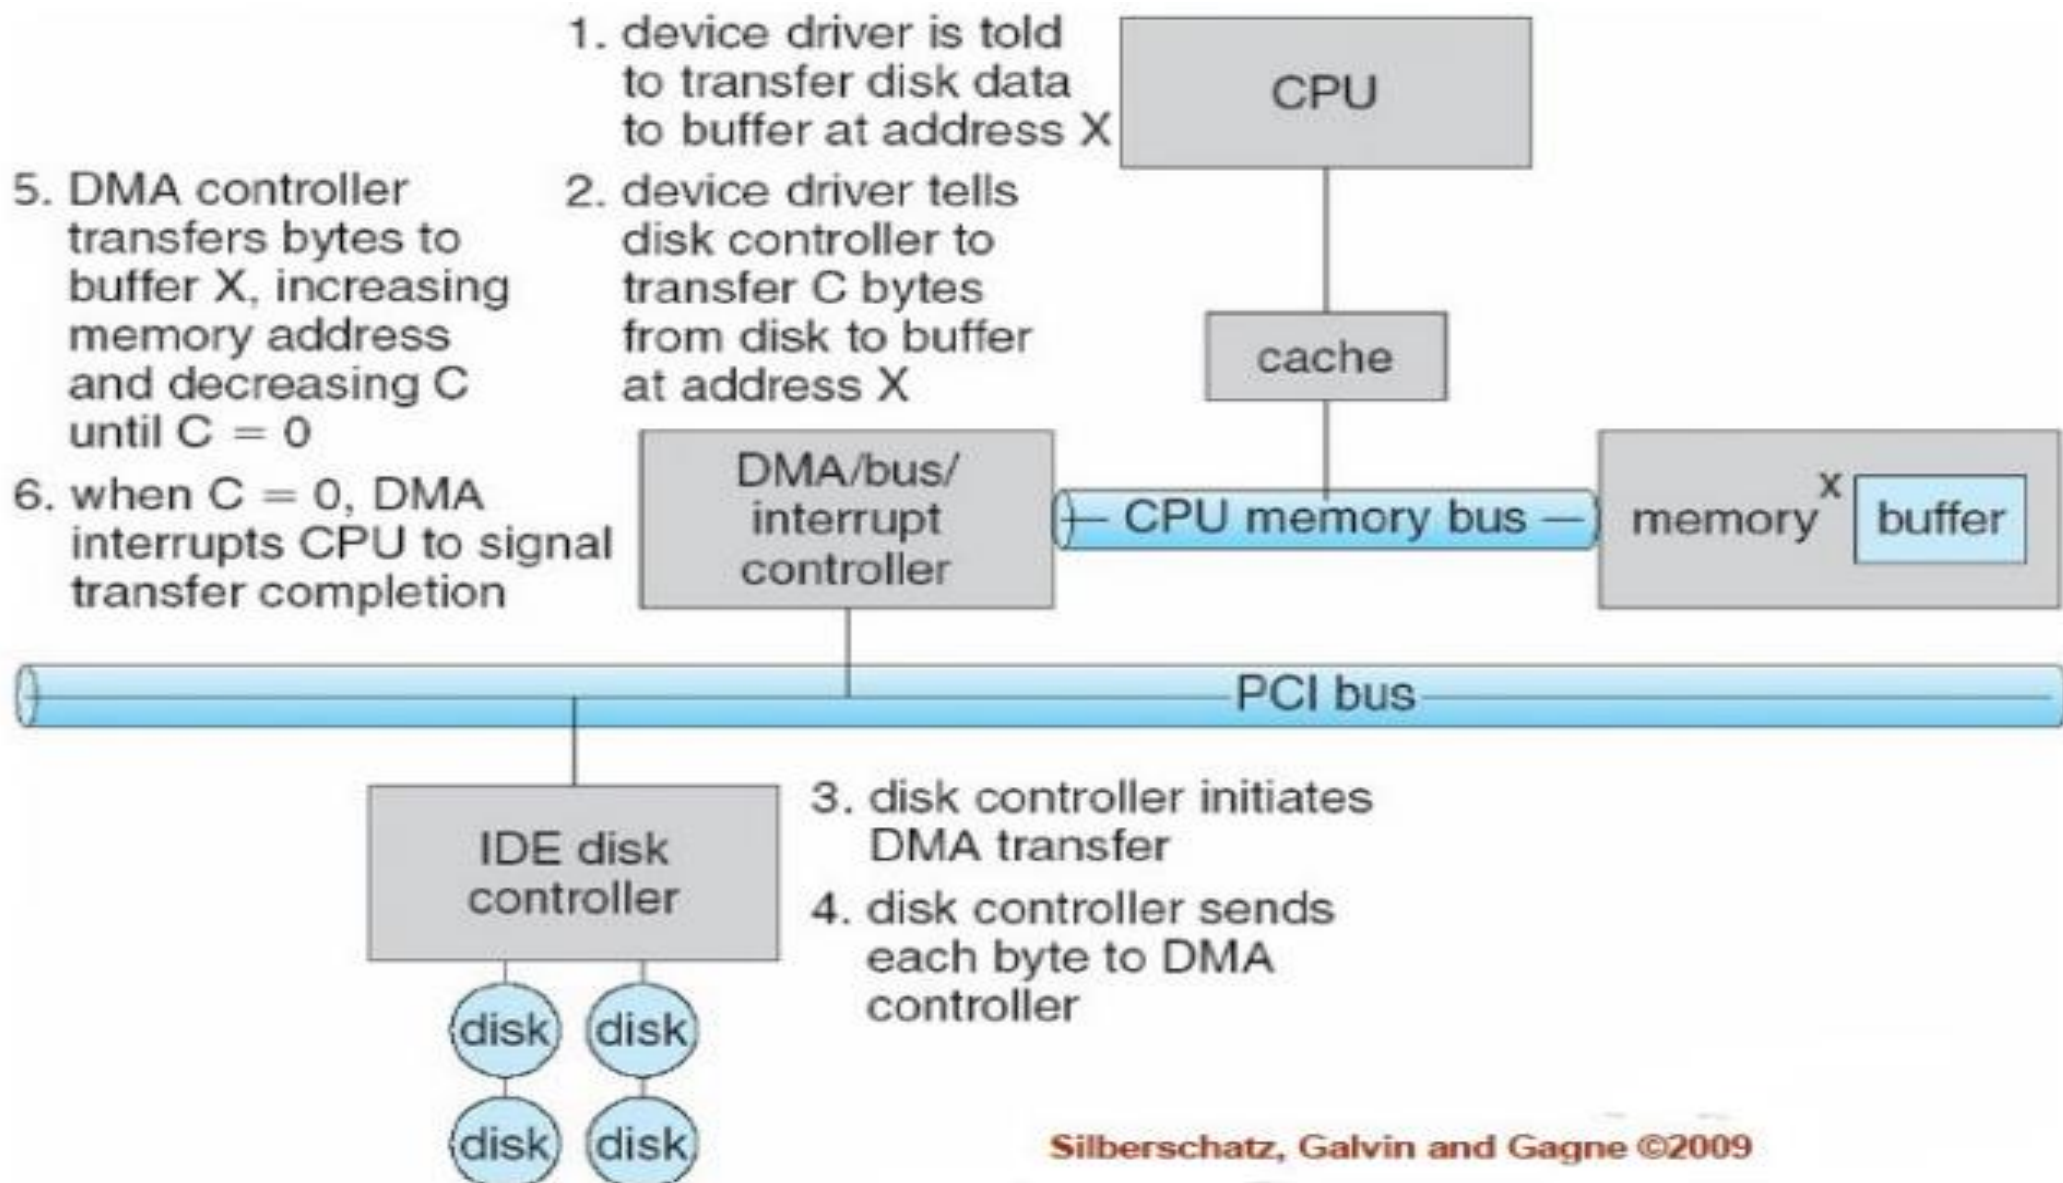 1. device driver is told
to transfer disk data
to buffer at address X
CPU
5. DMA controller
transfers bytes to
buffer X, increasing
memory address
and decreasing C
until C = 0
2. device driver tells
disk controller to
transfer C bytes
from disk to buffer
at address X
cache
6. when C = 0, DMA
interrupts CPU to signal
transfer completion
DMA/bus/
interrupt
controller
CPU memory bus
memory
x
buffer
PCI bus
IDE disk
controller
3. disk controller initiates
DMA transfer
4. disk controller sends
each byte to DMA
controller
disk
disk
disk
disk
Silberschatz, Galvin and Gagne ©2009